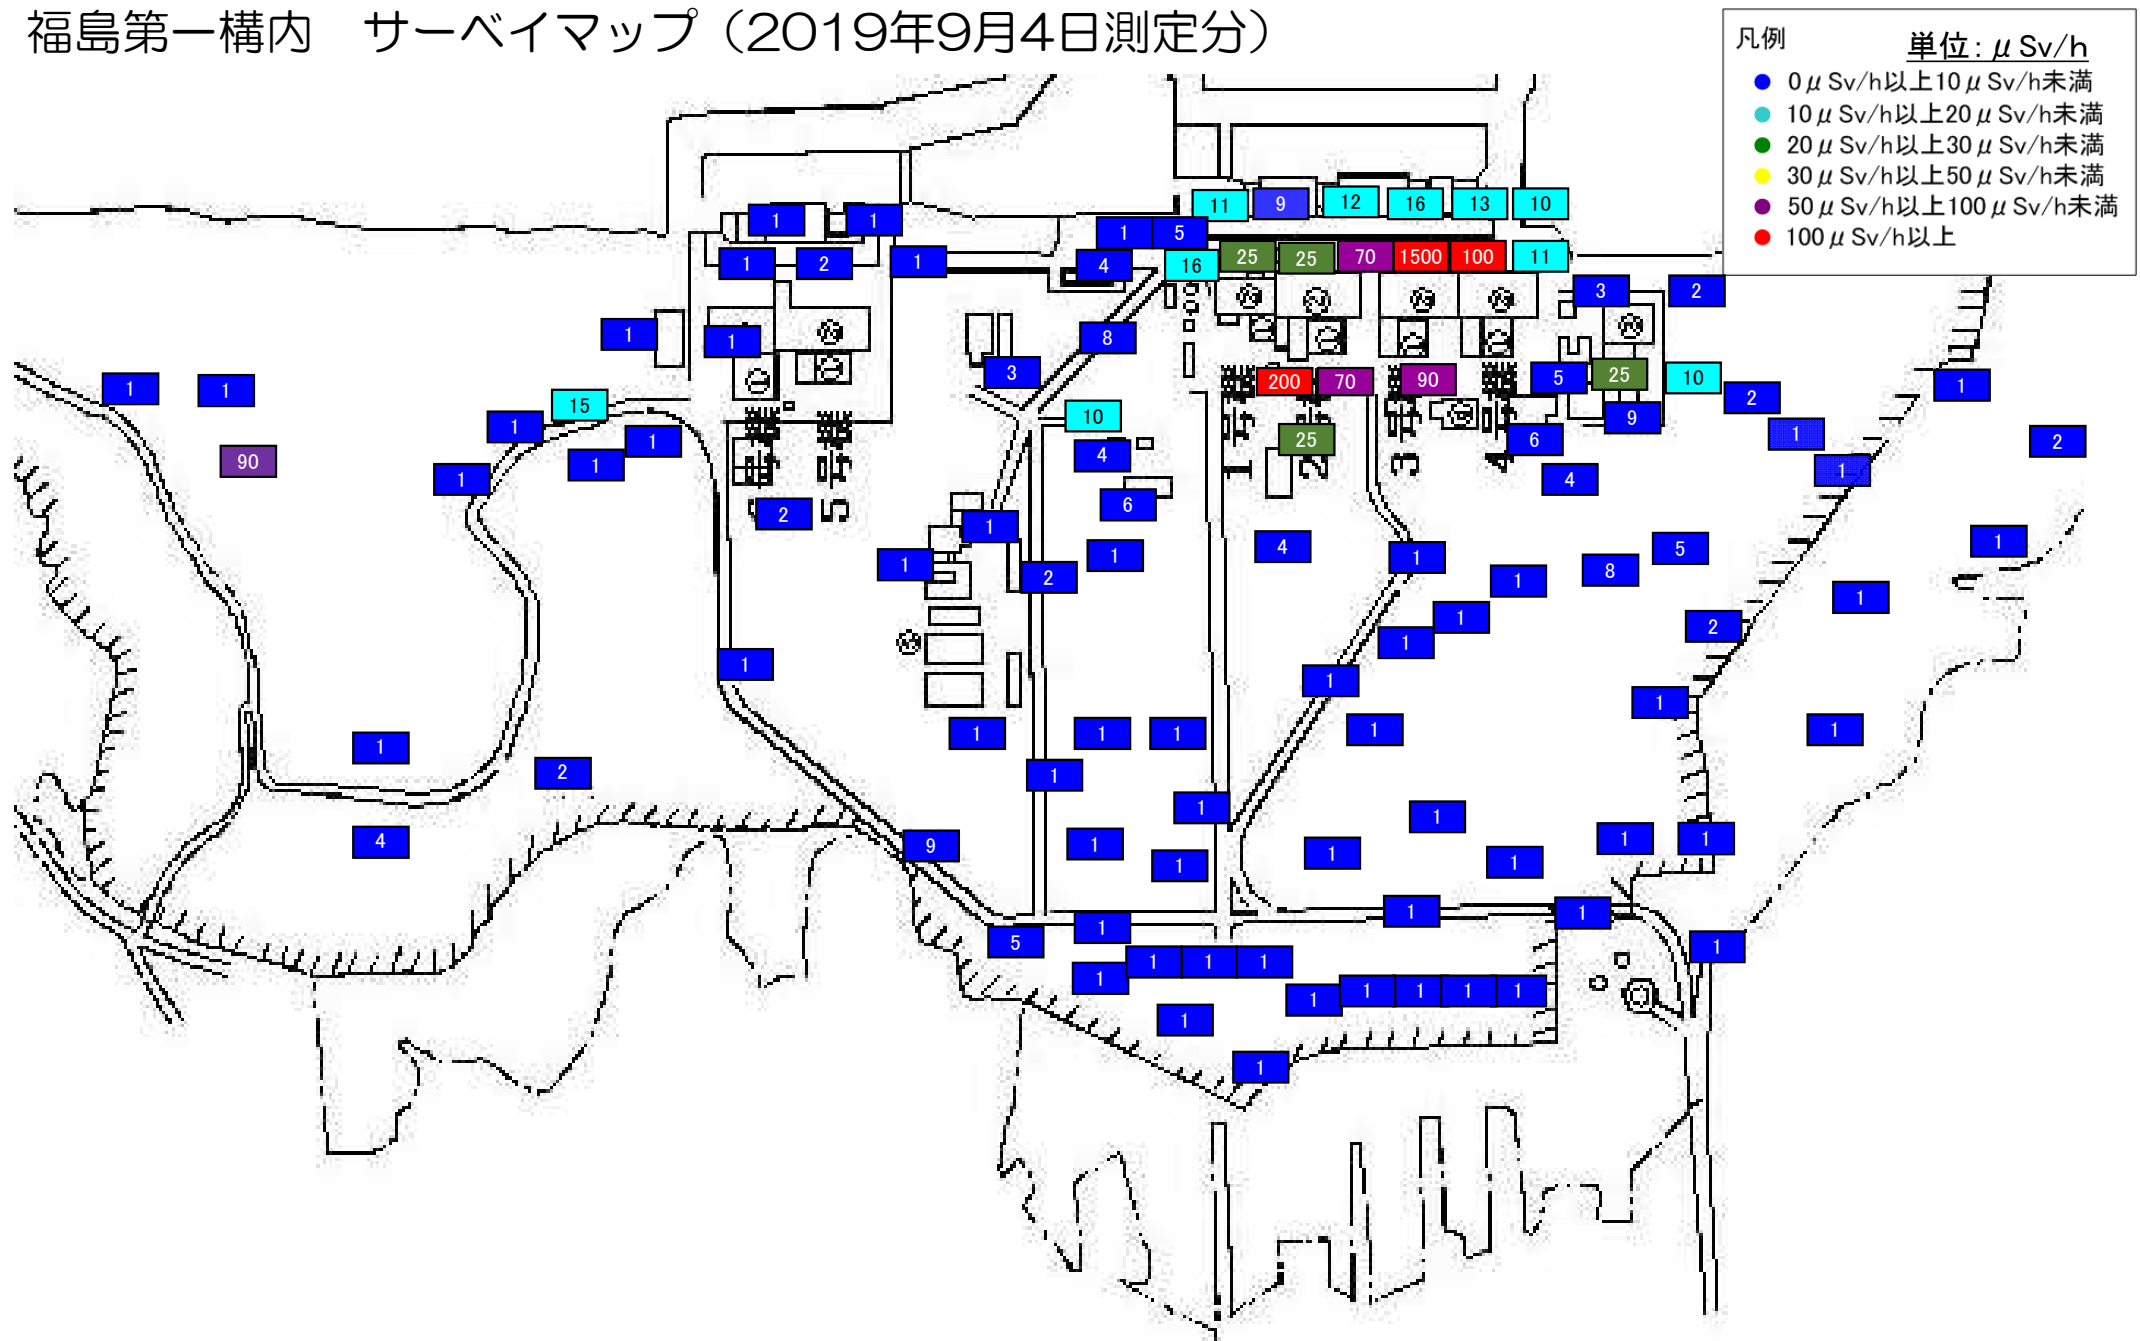 福島第一構内　サーベイマップ（2019年9月4日測定分）
凡例
単位：μSv/h
0μSv/h以上10μSv/h未満
10μSv/h以上20μSv/h未満
20μSv/h以上30μSv/h未満
30μSv/h以上50μSv/h未満
50μSv/h以上100μSv/h未満
100μSv/h以上
11 9 12 16 13 10
1 1 1 5
1 2 1 4 16 25 25 70 1500 100 11
3 2
1 1 8
1 1 3 200 70 90 5 25 10 2 1
15 10 9
1 1 4 25 6 1 2
90 1 1 1
2 6 4
1 1 1 2 4 1 1 8 5 1
1 1 2 1
1 1 1
1 1 1 1 1 1
1 2 1 1
4 9 1 1 1 1 1 1 1
5 1 1 1 1
1 1 1 1
1 1 1 1 1
1
1
1号 2 3号 4 5号